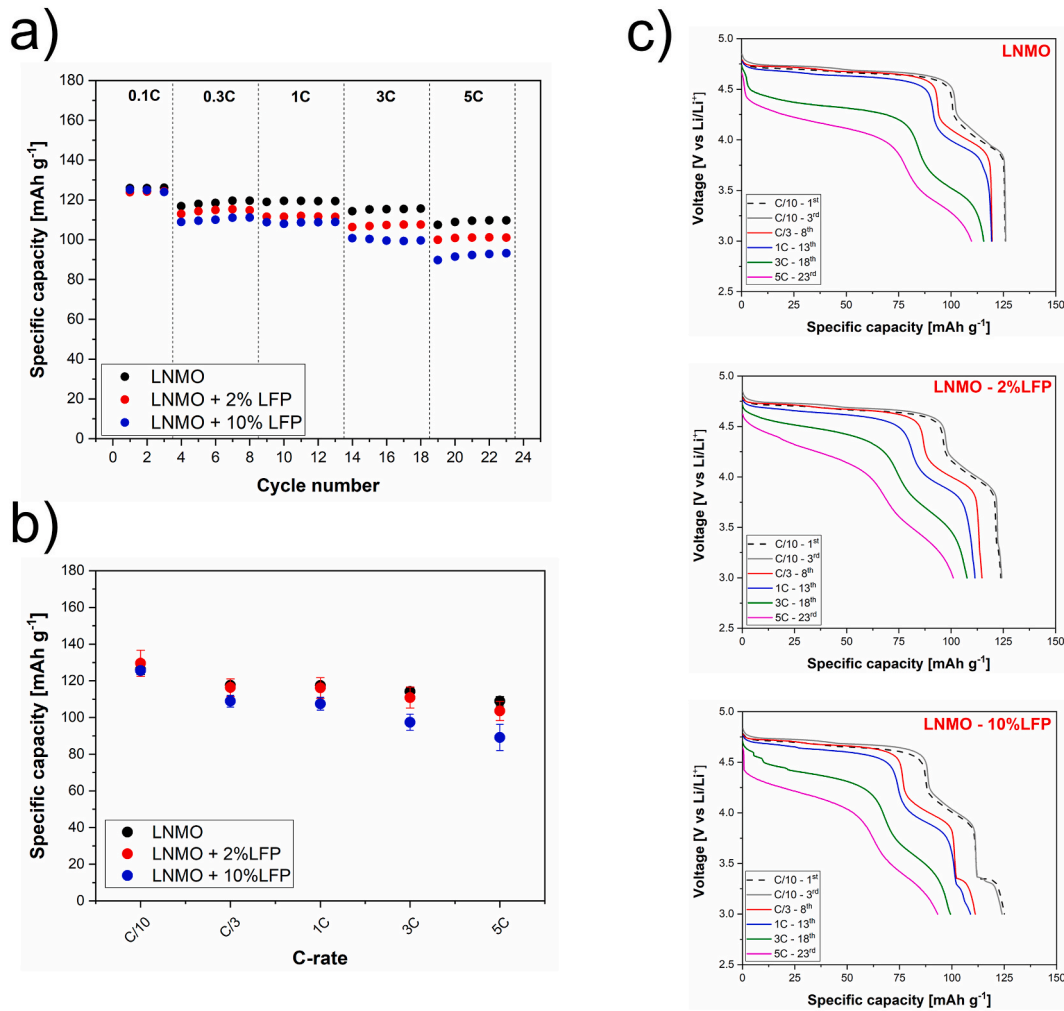 a)
180
160
140
120
100
80
60
40
20
0
Specific capacity [mAh g⁻¹]
0.1C 0.3C 1C 3C 5C
LNMO
LNMO + 2% LFP
LNMO + 10% LFP
0 2 4 6 8 10 12 14 16 18 20 22 24
Cycle number
b)
180
160
140
120
100
80
60
40
20
0
Specific capacity [mAh g⁻¹]
LNMO
LNMO + 2%LFP
LNMO + 10%LFP
C/10 C/3 1C 3C 5C
C-rate
c)
LNMO
5.0
4.5
4.0
3.5
3.0
2.5
Voltage [V vs Li/Li⁺]
C/10 - 1ˢᵗ
C/10 - 3ʳᵈ
C/3 - 8ᵗʰ
1C - 13ᵗʰ
3C - 18ᵗʰ
5C - 23ʳᵈ
0 25 50 75 100 125 150
Specific capacity [mAh g⁻¹]
LNMO - 2%LFP
5.0
4.5
4.0
3.5
3.0
2.5
Voltage [V vs Li/Li⁺]
C/10 - 1ˢᵗ
C/10 - 3ʳᵈ
C/3 - 8ᵗʰ
1C - 13ᵗʰ
3C - 18ᵗʰ
5C - 23ʳᵈ
0 25 50 75 100 125 150
Specific capacity [mAh g⁻¹]
LNMO - 10%LFP
5.0
4.5
4.0
3.5
3.0
2.5
Voltage [V vs Li/Li⁺]
C/10 - 1ˢᵗ
C/10 - 3ʳᵈ
C/3 - 8ᵗʰ
1C - 13ᵗʰ
3C - 18ᵗʰ
5C - 23ʳᵈ
0 25 50 75 100 125 150
Specific capacity [mAh g⁻¹]